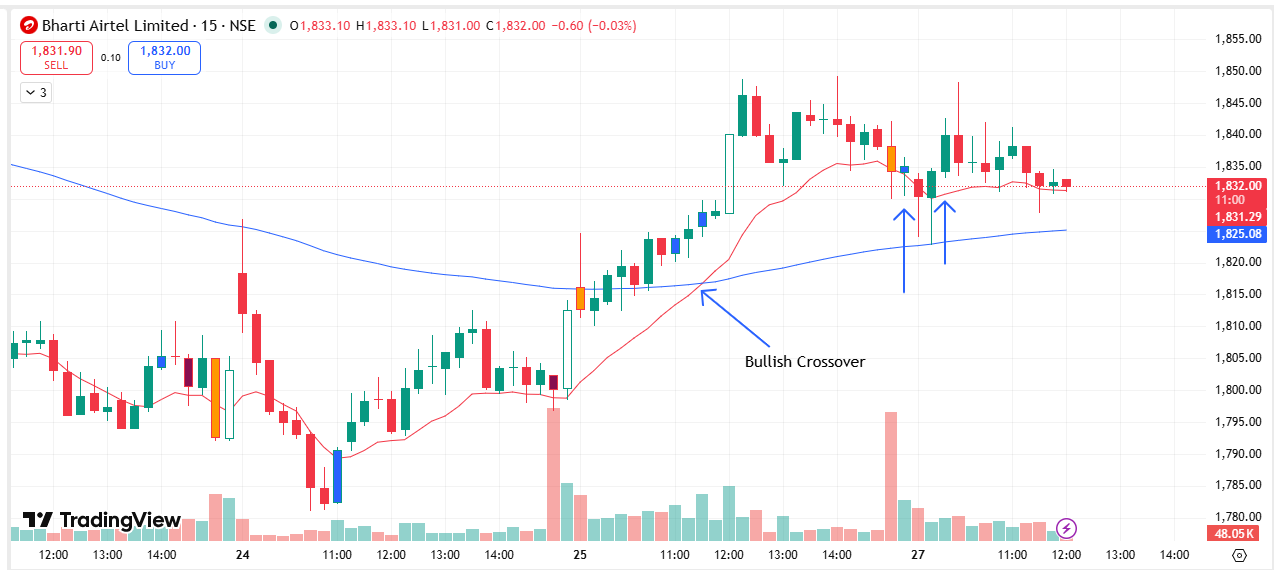 Bharti Airtel Limited · 15 · NSE O1,833.10 H1,833.10 L1,831.00 C1,832.00 −0.60 (−0.03%)
1,831.90 0.10 1,832.00
SELL BUY
3
1,855.00
1,850.00
1,845.00
1,840.00
1,835.00
1,832.00
11:00
1,831.29
1,825.08
1,820.00
1,815.00
1,810.00
1,805.00
1,800.00
1,795.00
1,790.00
1,785.00
1,780.00
48.05 K
Bullish Crossover
TradingView
12:00 13:00 14:00 24 11:00 12:00 13:00 14:00 25 11:00 12:00 13:00 14:00 27 11:00 12:00 13:00 14:00